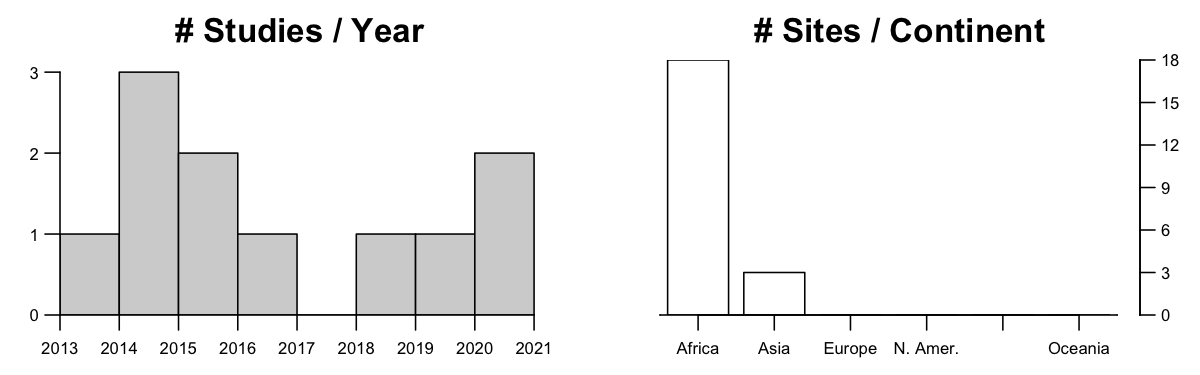 # Studies / Year
3
2
1
0
2013 2014 2015 2016 2017 2018 2019 2020 2021
# Sites / Continent
18
15
12
9
6
3
0
Africa Asia Europe N. Amer. Oceania